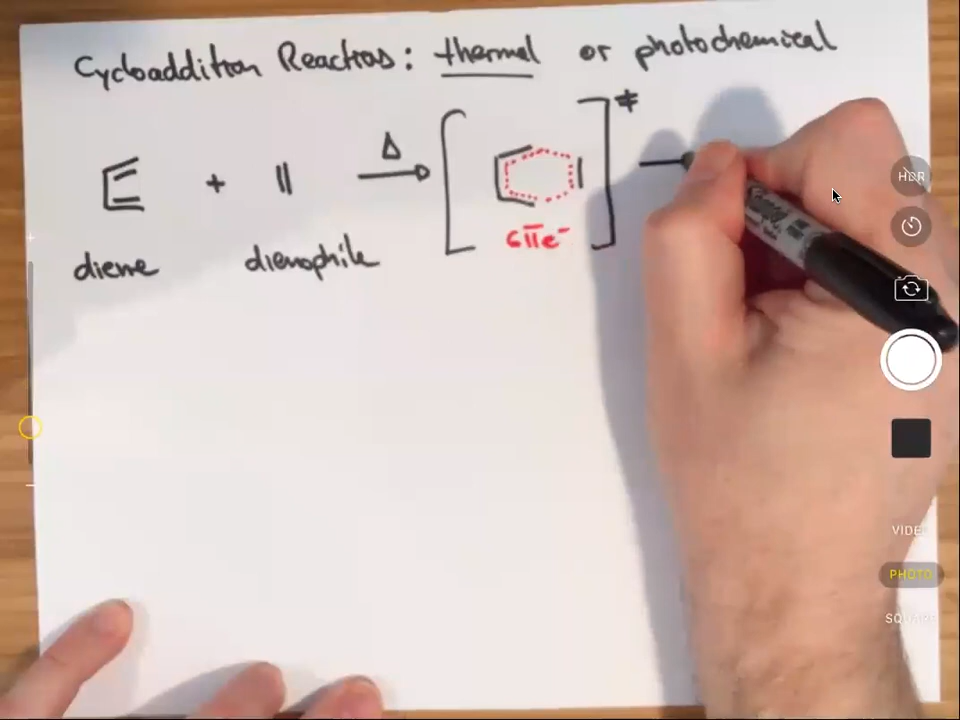 Cycloaddition Reactions: thermal or photochemical
+ Δ ‡
6πe⁻
diene dienophile
HDR
VIDEO
PHOTO
SQUARE